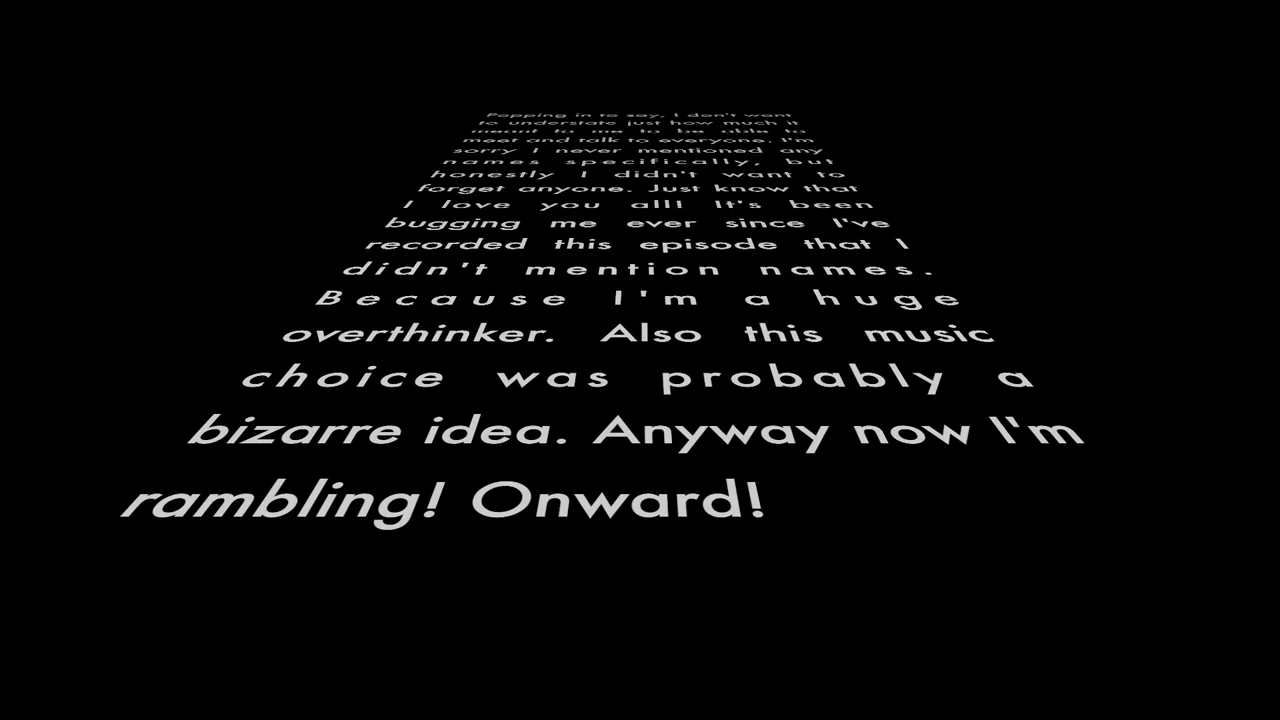 Popping in to say, I don't want
to understate just how much it
meant to me to be able to
meet and talk to everyone. I'm
sorry I never mentioned any
names specifically, but
honestly I didn't want to
forget anyone. Just know that
I love you all! It's been
bugging me ever since I've
recorded this episode that I
didn't mention names.
Because I'm a huge
overthinker. Also this music
choice was probably a
bizarre idea. Anyway now I'm
rambling! Onward!